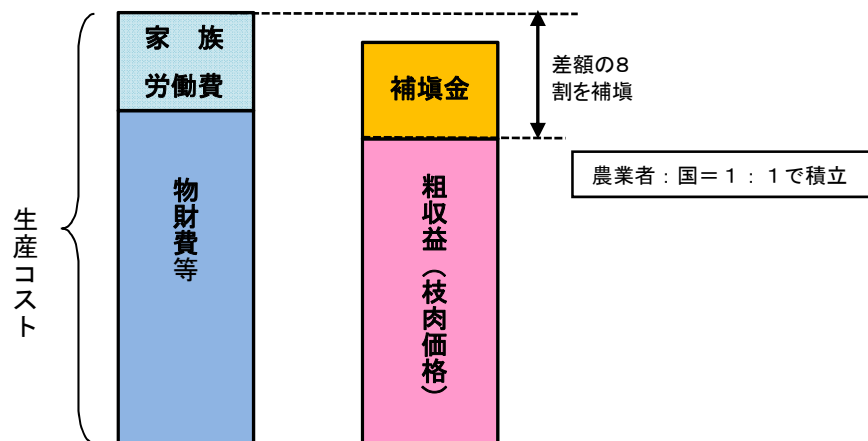 生産コスト
家　族
労働費
物財費等
補塡金
粗収益（枝肉価格）
差額の８
割を補塡
農業者：国＝１：１で積立